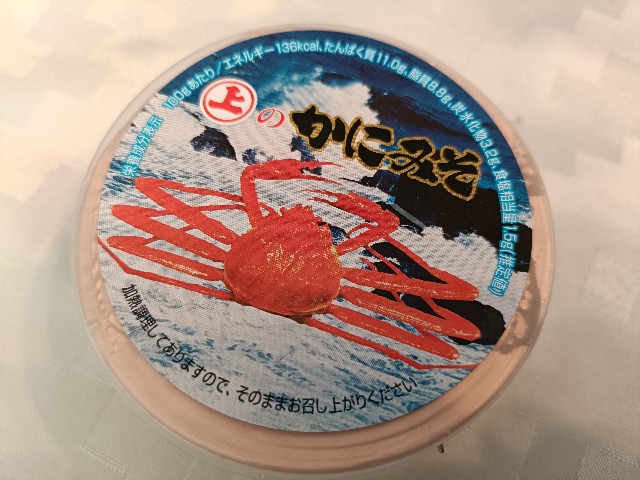 (栄養成分表示 100gあたり/エネルギー136kcal、たんぱく質11.0g、脂質8.8g、炭水化物3.2g、食塩相当量1.5g(推定値)
上の
かにみそ
加熱調理してありますので、そのままお召し上がりください